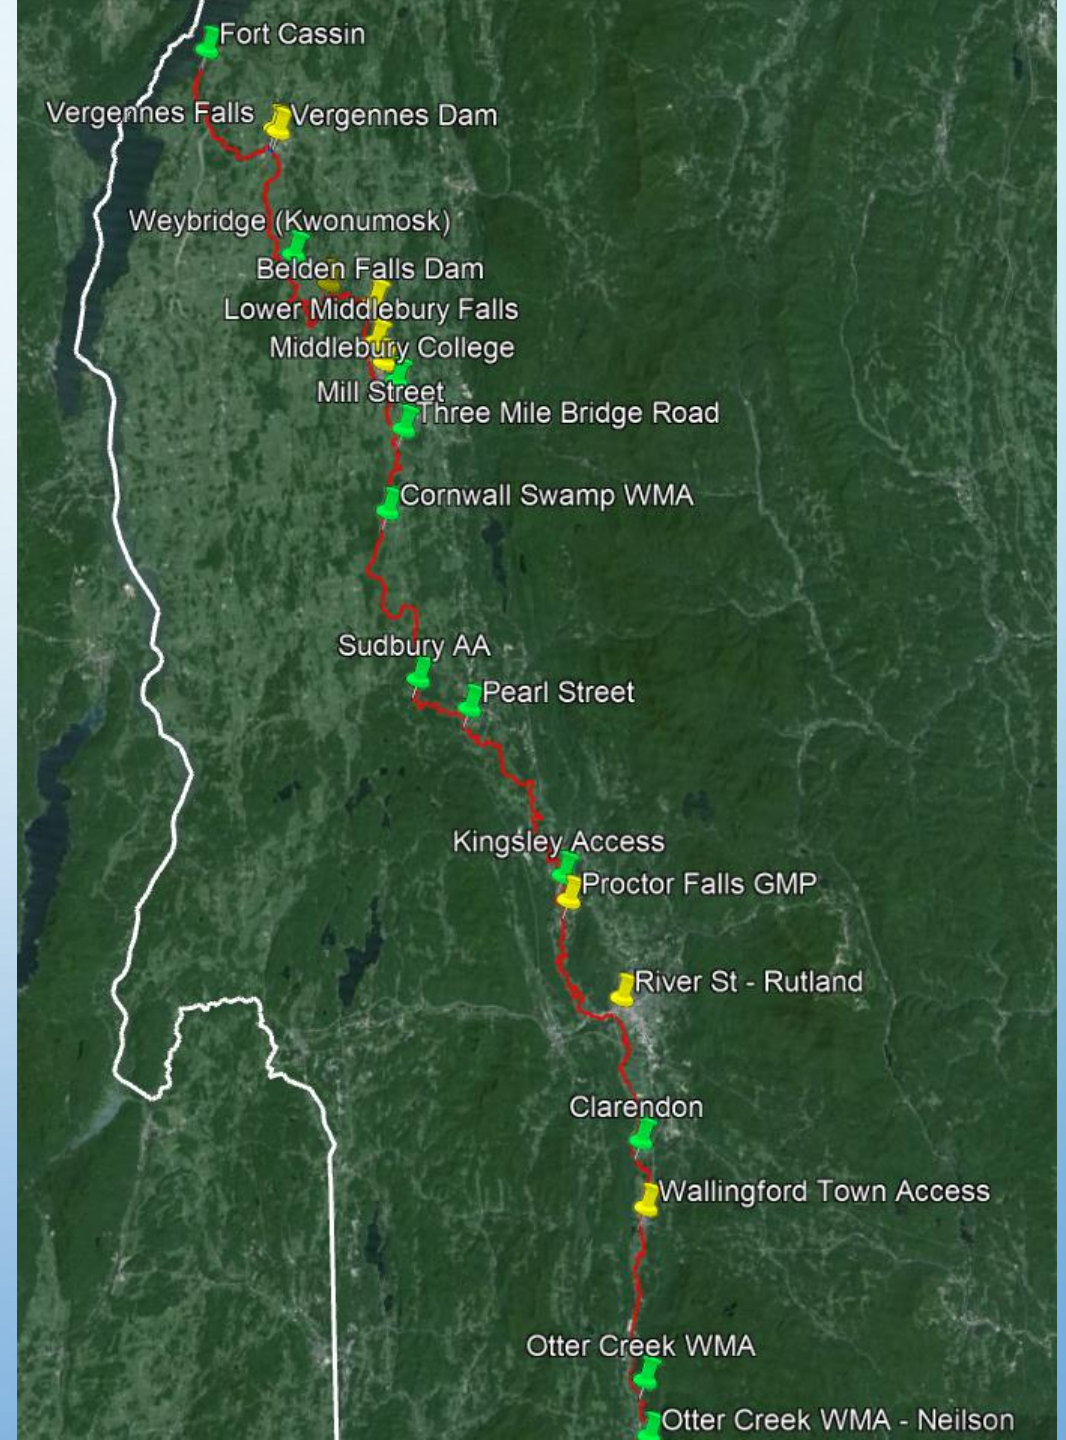 Fort Cassin
Vergennes Falls
Vergennes Dam
Weybridge (Kwonumosk)
Belden Falls Dam
Lower Middlebury Falls
Middlebury College
Mill Street
Three Mile Bridge Road
Cornwall Swamp WMA
Sudbury AA
Pearl Street
Kingsley Access
Proctor Falls GMP
River St - Rutland
Clarendon
Wallingford Town Access
Otter Creek WMA
Otter Creek WMA - Neilson